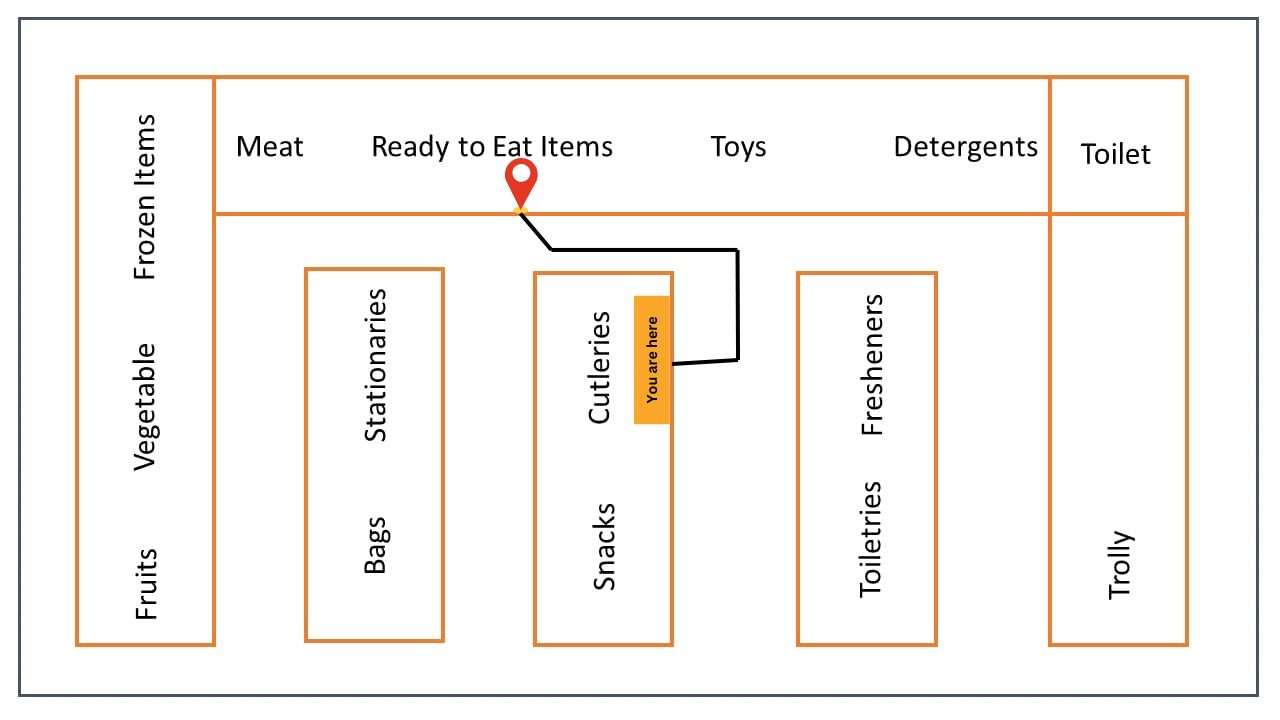 Meat
Ready to Eat Items
Toys
Detergents
Toilet
Frozen Items
Vegetable
Fruits
Stationaries
Bags
Cutleries
You are here
Snacks
Fresheners
Toiletries
Trolly